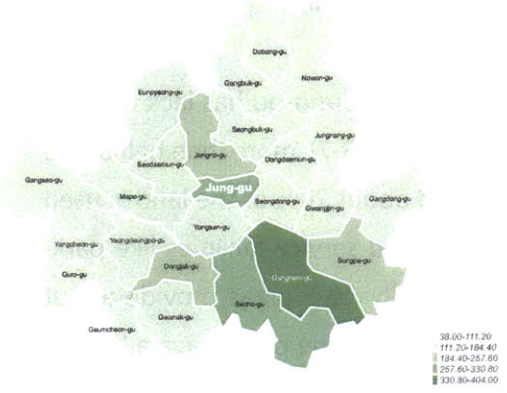 Dobong-gu
Nowon-gu
Gangbuk-gu
Eunpyeong-gu
Seongbuk-gu
Jungnang-gu
Jongno-gu
Seodaemun-gu
Dongdaemun-gu
Jung-gu
Gangseo-gu
Mapo-gu
Seongdong-gu
Gwangjin-gu
Gangdong-gu
Yongsan-gu
Yangcheon-gu
Yeongdeungpo-gu
Dongjak-gu
Songpa-gu
Guro-gu
Gangnam-gu
Seocho-gu
Gwanak-gu
Geumcheon-gu
38.00-111.20
111.20-184.40
184.40-257.60
257.60-330.80
330.80-404.00